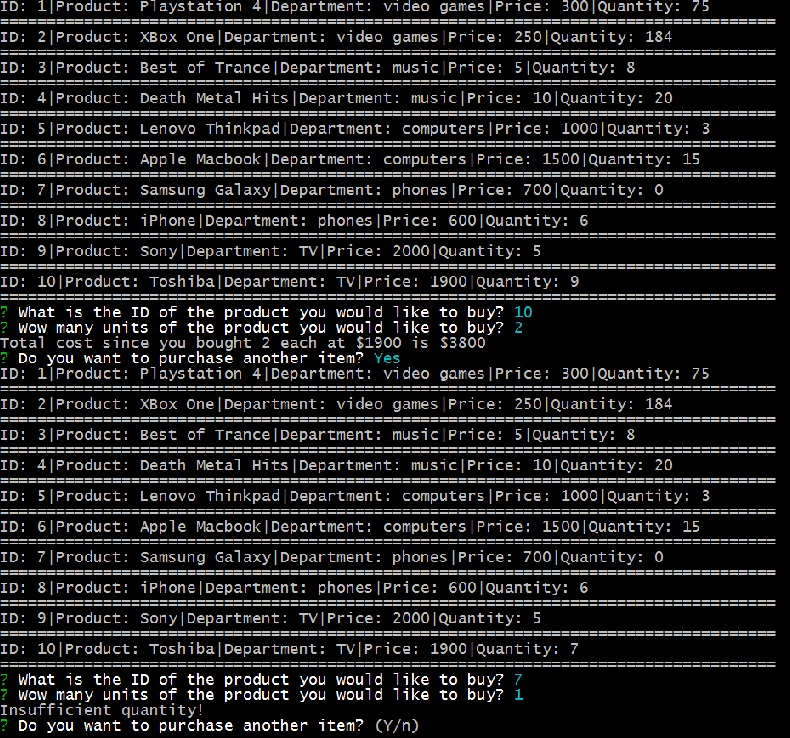 ID: 1|Product: Playstation 4|Department: video games|Price: 300|Quantity: 75
================================================================================
ID: 2|Product: XBox One|Department: video games|Price: 250|Quantity: 184
================================================================================
ID: 3|Product: Best of Trance|Department: music|Price: 5|Quantity: 8
================================================================================
ID: 4|Product: Death Metal Hits|Department: music|Price: 10|Quantity: 20
================================================================================
ID: 5|Product: Lenovo Thinkpad|Department: computers|Price: 1000|Quantity: 3
================================================================================
ID: 6|Product: Apple Macbook|Department: computers|Price: 1500|Quantity: 15
================================================================================
ID: 7|Product: Samsung Galaxy|Department: phones|Price: 700|Quantity: 0
================================================================================
ID: 8|Product: iPhone|Department: phones|Price: 600|Quantity: 6
================================================================================
ID: 9|Product: Sony|Department: TV|Price: 2000|Quantity: 5
================================================================================
ID: 10|Product: Toshiba|Department: TV|Price: 1900|Quantity: 9
================================================================================
? What is the ID of the product you would like to buy? 10
? Wow many units of the product you would like to buy? 2
Total cost since you bought 2 each at $1900 is $3800
? Do you want to purchase another item? Yes
ID: 1|Product: Playstation 4|Department: video games|Price: 300|Quantity: 75
================================================================================
ID: 2|Product: XBox One|Department: video games|Price: 250|Quantity: 184
================================================================================
ID: 3|Product: Best of Trance|Department: music|Price: 5|Quantity: 8
================================================================================
ID: 4|Product: Death Metal Hits|Department: music|Price: 10|Quantity: 20
================================================================================
ID: 5|Product: Lenovo Thinkpad|Department: computers|Price: 1000|Quantity: 3
================================================================================
ID: 6|Product: Apple Macbook|Department: computers|Price: 1500|Quantity: 15
================================================================================
ID: 7|Product: Samsung Galaxy|Department: phones|Price: 700|Quantity: 0
================================================================================
ID: 8|Product: iPhone|Department: phones|Price: 600|Quantity: 6
================================================================================
ID: 9|Product: Sony|Department: TV|Price: 2000|Quantity: 5
================================================================================
ID: 10|Product: Toshiba|Department: TV|Price: 1900|Quantity: 7
================================================================================
? What is the ID of the product you would like to buy? 7
? Wow many units of the product you would like to buy? 1
Insufficient quantity!
? Do you want to purchase another item? (Y/n)